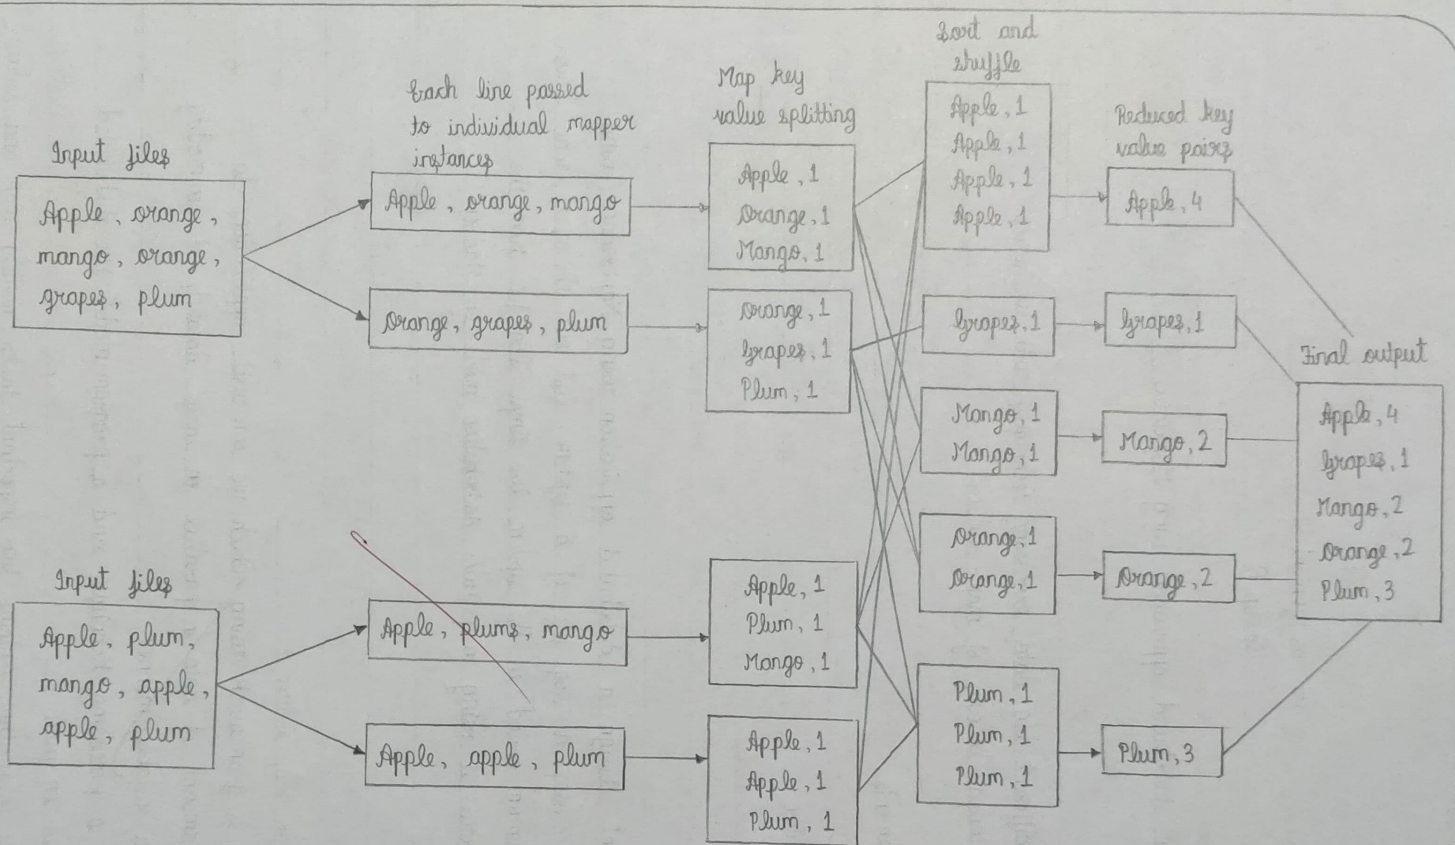 Input files
Apple, orange,
mango, orange,
grapes, plum
Input files
Apple, plum,
mango, apple,
apple, plum
Each line passed
to individual mapper
instances
Apple, orange, mango
Orange, grapes, plum
Apple, plums, mango
Apple, apple, plum
Map key
value splitting
Apple, 1
Orange, 1
Mango, 1
Orange, 1
Grapes, 1
Plum, 1
Apple, 1
Plum, 1
Mango, 1
Apple, 1
Apple, 1
Plum, 1
Sort and
shuffle
Apple, 1
Apple, 1
Apple, 1
Apple, 1
Grapes, 1
Mango, 1
Mango, 1
Orange, 1
Orange, 1
Plum, 1
Plum, 1
Plum, 1
Reduced key
value pairs
Apple, 4
Grapes, 1
Mango, 2
Orange, 2
Plum, 3
Final output
Apple, 4
Grapes, 1
Mango, 2
Orange, 2
Plum, 3